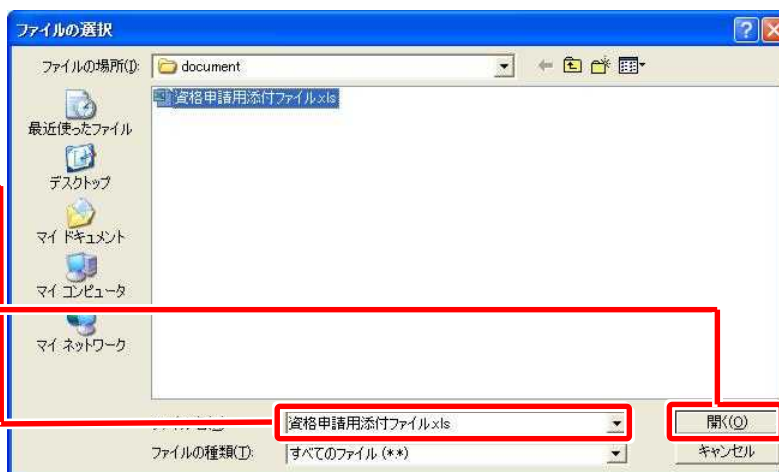 ファイルの選択
ファイルの場所(I):
document
資格申請用添付ファイル.xls
最近使ったファイル
デスクトップ
マイ ドキュメント
マイ コンピュータ
マイ ネットワーク
資格申請用添付ファイル.xls
開く(O)
ファイルの種類(T):
すべてのファイル (*.*)
キャンセル